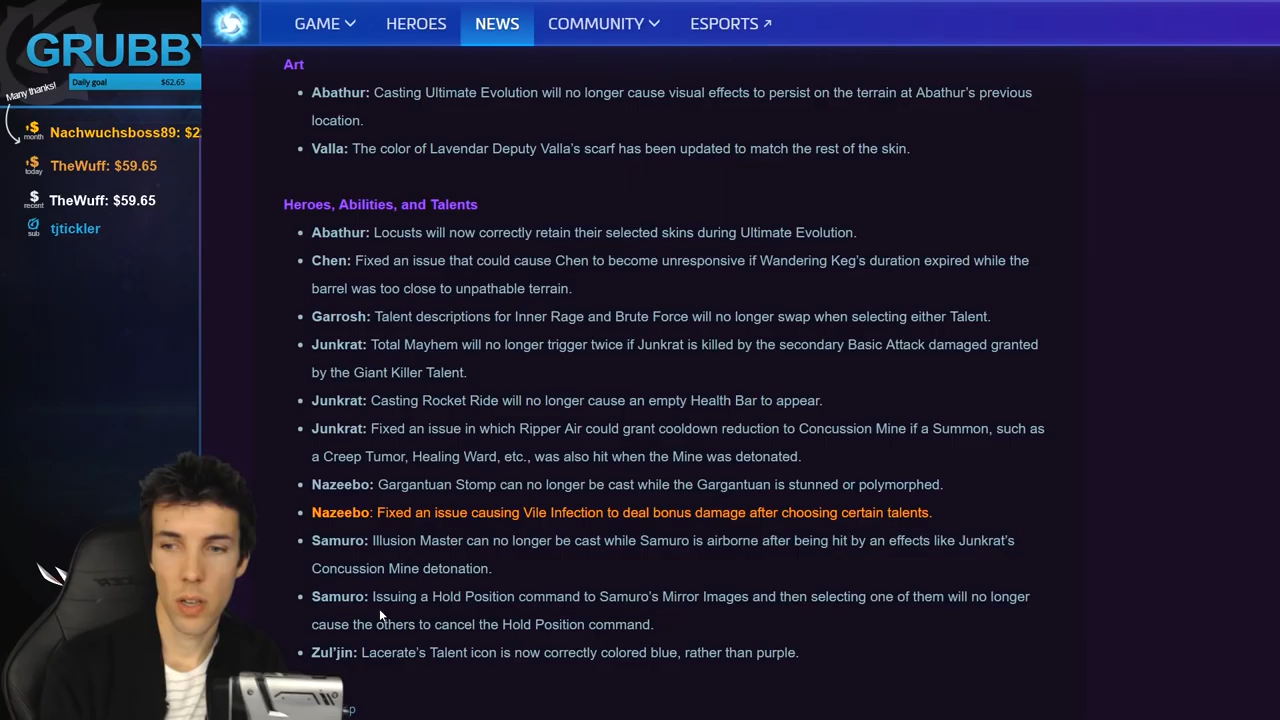 GAME HEROES NEWS COMMUNITY ESPORTS
GRUBBY
Daily goal $62.65
Many thanks!
$ month Nachwuchsboss89: $2
$ today TheWuff: $59.65
$ recent TheWuff: $59.65
sub tjtickler
Art
Abathur: Casting Ultimate Evolution will no longer cause visual effects to persist on the terrain at Abathur's previous
location.
Valla: The color of Lavendar Deputy Valla's scarf has been updated to match the rest of the skin.
Heroes, Abilities, and Talents
Abathur: Locusts will now correctly retain their selected skins during Ultimate Evolution.
Chen: Fixed an issue that could cause Chen to become unresponsive if Wandering Keg's duration expired while the
barrel was too close to unpathable terrain.
Garrosh: Talent descriptions for Inner Rage and Brute Force will no longer swap when selecting either Talent.
Junkrat: Total Mayhem will no longer trigger twice if Junkrat is killed by the secondary Basic Attack damaged granted
by the Giant Killer Talent.
Junkrat: Casting Rocket Ride will no longer cause an empty Health Bar to appear.
Junkrat: Fixed an issue in which Ripper Air could grant cooldown reduction to Concussion Mine if a Summon, such as
a Creep Tumor, Healing Ward, etc., was also hit when the Mine was detonated.
Nazeebo: Gargantuan Stomp can no longer be cast while the Gargantuan is stunned or polymorphed.
Nazeebo: Fixed an issue causing Vile Infection to deal bonus damage after choosing certain talents.
Samuro: Illusion Master can no longer be cast while Samuro is airborne after being hit by an effects like Junkrat's
Concussion Mine detonation.
Samuro: Issuing a Hold Position command to Samuro's Mirror Images and then selecting one of them will no longer
cause the others to cancel the Hold Position command.
Zul'jin: Lacerate's Talent icon is now correctly colored blue, rather than purple.